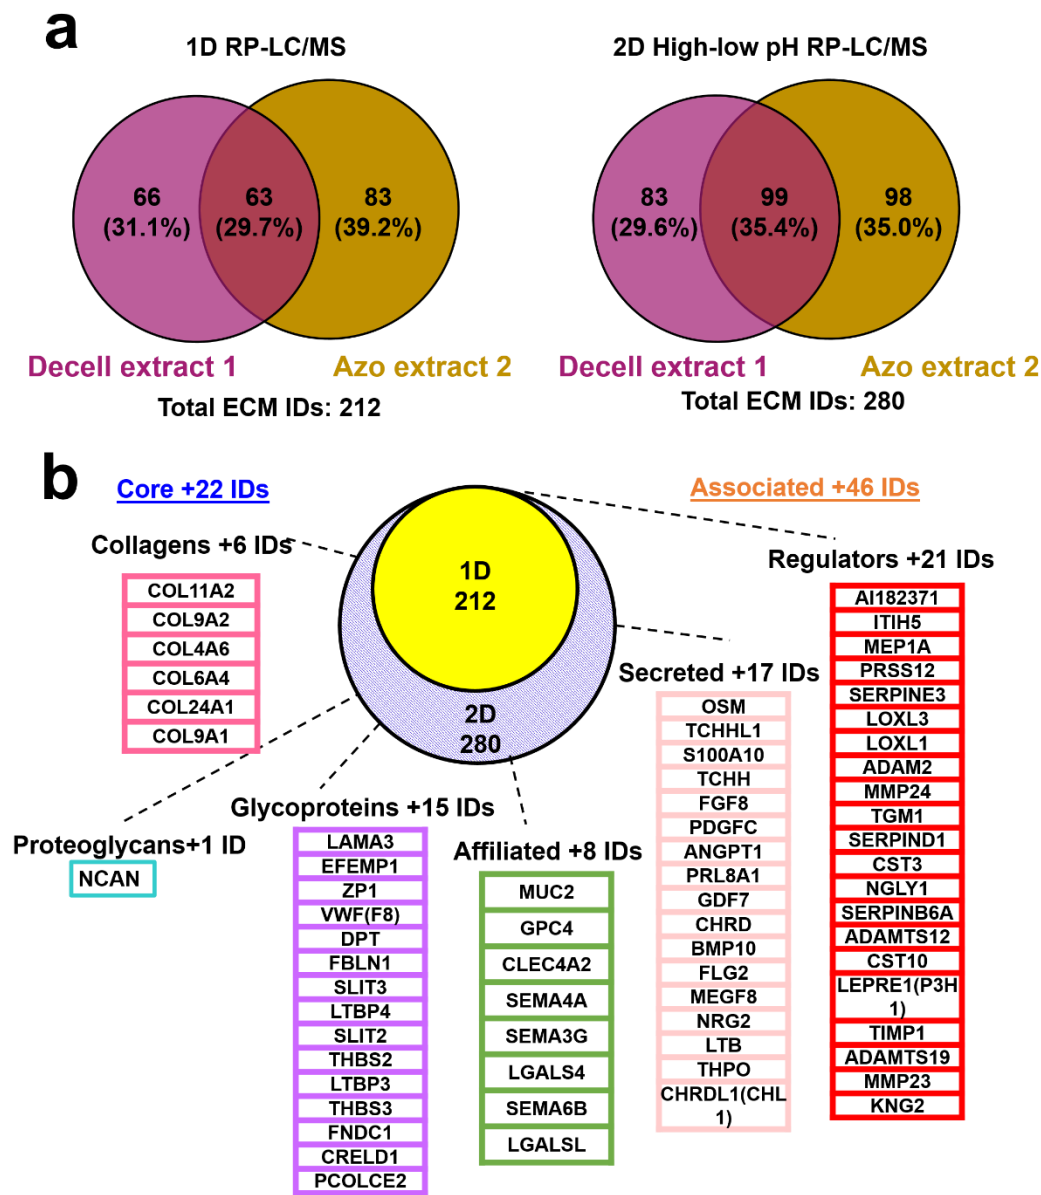 a
1D RP-LC/MS
2D High-low pH RP-LC/MS
66
(31.1%)
63
(29.7%)
83
(39.2%)
83
(29.6%)
99
(35.4%)
98
(35.0%)
Decell extract 1
Azo extract 2
Decell extract 1
Azo extract 2
Total ECM IDs: 212
Total ECM IDs: 280
b
Core +22 IDs
Associated +46 IDs
1D
212
2D
280
Collagens +6 IDs
COL11A2
COL9A2
COL4A6
COL6A4
COL24A1
COL9A1
Proteoglycans+1 ID
NCAN
Glycoproteins +15 IDs
LAMA3
EFEMP1
ZP1
VWF(F8)
DPT
FBLN1
SLIT3
LTBP4
SLIT2
THBS2
LTBP3
THBS3
FNDC1
CRELD1
PCOLCE2
Affiliated +8 IDs
MUC2
GPC4
CLEC4A2
SEMA4A
SEMA3G
LGALS4
SEMA6B
LGALSL
Secreted +17 IDs
OSM
TCHHL1
S100A10
TCHH
FGF8
PDGFC
ANGPT1
PRL8A1
GDF7
CHRD
BMP10
FLG2
MEGF8
NRG2
LTB
THPO
CHRDL1(CHL
1)
Regulators +21 IDs
AI182371
ITIH5
MEP1A
PRSS12
SERPINE3
LOXL3
LOXL1
ADAM2
MMP24
TGM1
SERPIND1
CST3
NGLY1
SERPINB6A
ADAMTS12
CST10
LEPRE1(P3H
1)
TIMP1
ADAMTS19
MMP23
KNG2